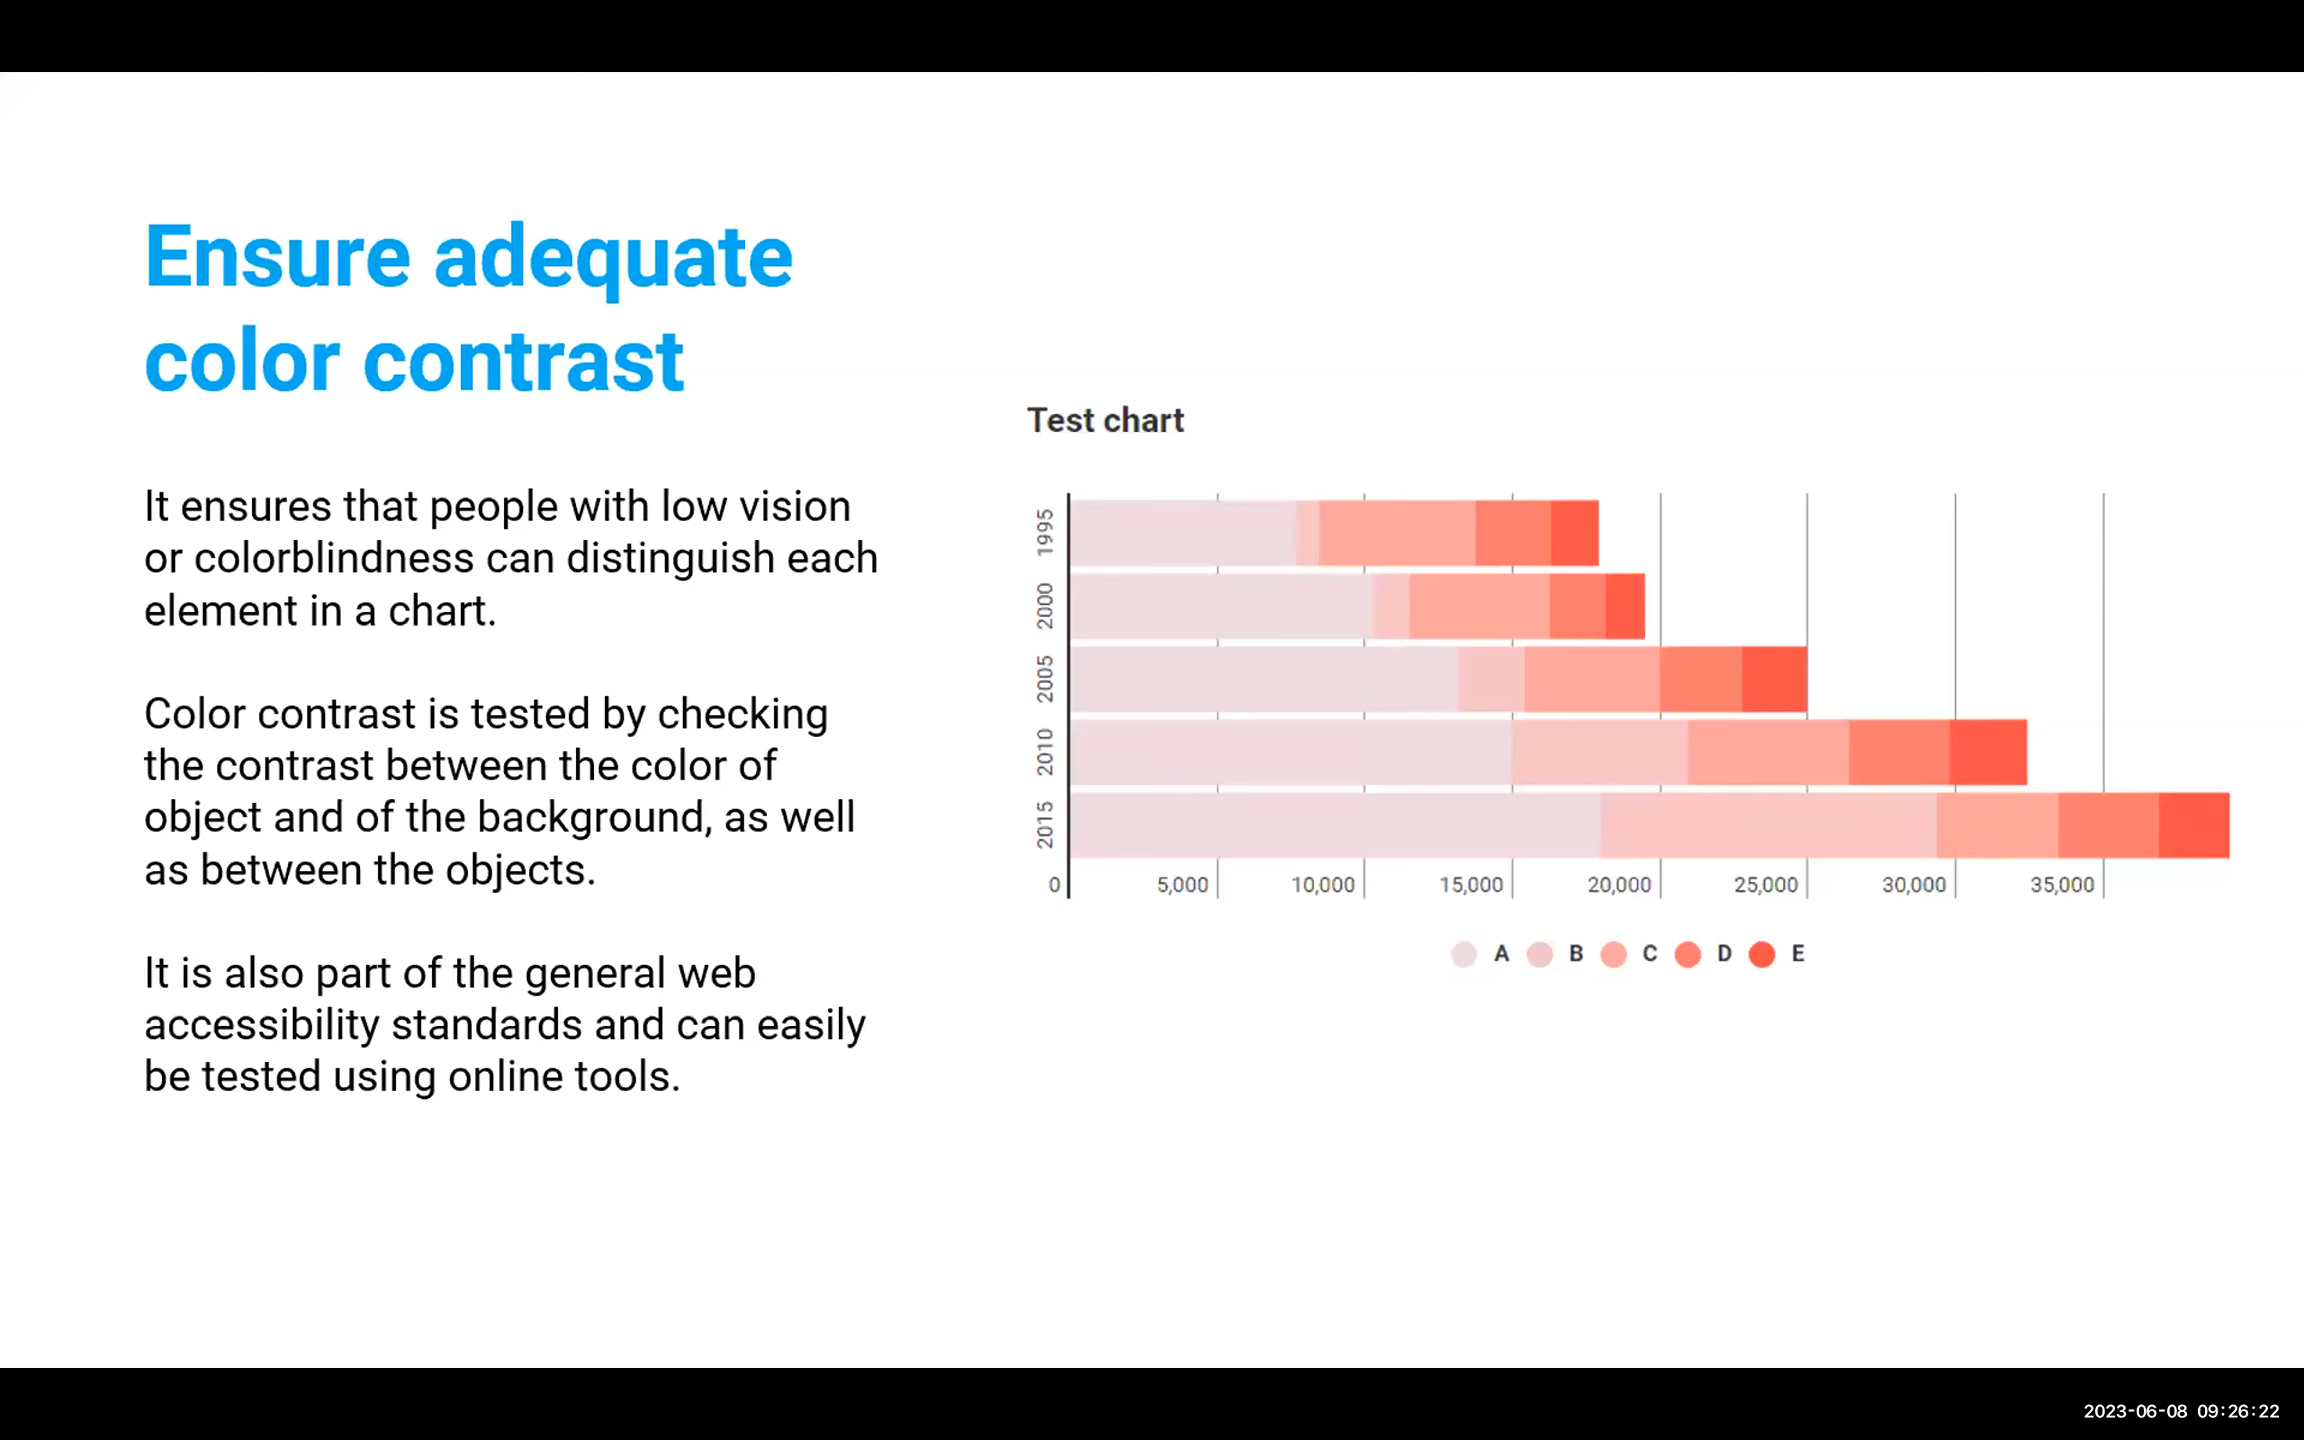 Ensure adequate
color contrast
It ensures that people with low vision
or colorblindness can distinguish each
element in a chart.
Color contrast is tested by checking
the contrast between the color of
object and of the background, as well
as between the objects.
It is also part of the general web
accessibility standards and can easily
be tested using online tools.
Test chart
1995
2000
2005
2010
2015
0 5,000 10,000 15,000 20,000 25,000 30,000 35,000
A B C D E
2023-06-08 09:26:22